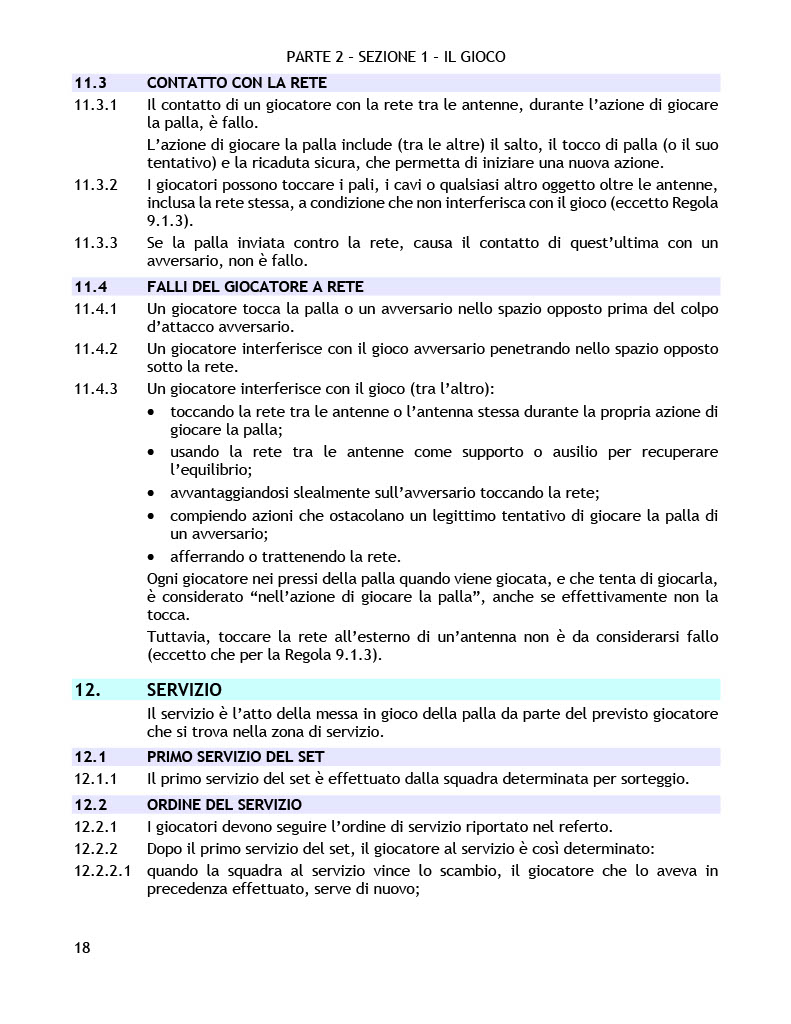 PARTE 2 – SEZIONE 1 – IL GIOCO
11.3 CONTATTO CON LA RETE
11.3.1 Il contatto di un giocatore con la rete tra le antenne, durante l'azione di giocare
la palla, è fallo.
L'azione di giocare la palla include (tra le altre) il salto, il tocco di palla (o il suo
tentativo) e la ricaduta sicura, che permetta di iniziare una nuova azione.
11.3.2 I giocatori possono toccare i pali, i cavi o qualsiasi altro oggetto oltre le antenne,
inclusa la rete stessa, a condizione che non interferisca con il gioco (eccetto Regola
9.1.3).
11.3.3 Se la palla inviata contro la rete, causa il contatto di quest'ultima con un
avversario, non è fallo.
11.4 FALLI DEL GIOCATORE A RETE
11.4.1 Un giocatore tocca la palla o un avversario nello spazio opposto prima del colpo
d'attacco avversario.
11.4.2 Un giocatore interferisce con il gioco avversario penetrando nello spazio opposto
sotto la rete.
11.4.3 Un giocatore interferisce con il gioco (tra l'altro):
• toccando la rete tra le antenne o l'antenna stessa durante la propria azione di
giocare la palla;
• usando la rete tra le antenne come supporto o ausilio per recuperare
l'equilibrio;
• avvantaggiandosi slealmente sull'avversario toccando la rete;
• compiendo azioni che ostacolano un legittimo tentativo di giocare la palla di
un avversario;
• afferrando o trattenendo la rete.
Ogni giocatore nei pressi della palla quando viene giocata, e che tenta di giocarla,
è considerato "nell'azione di giocare la palla", anche se effettivamente non la
tocca.
Tuttavia, toccare la rete all'esterno di un'antenna non è da considerarsi fallo
(eccetto che per la Regola 9.1.3).
12. SERVIZIO
Il servizio è l'atto della messa in gioco della palla da parte del previsto giocatore
che si trova nella zona di servizio.
12.1 PRIMO SERVIZIO DEL SET
12.1.1 Il primo servizio del set è effettuato dalla squadra determinata per sorteggio.
12.2 ORDINE DEL SERVIZIO
12.2.1 I giocatori devono seguire l'ordine di servizio riportato nel referto.
12.2.2 Dopo il primo servizio del set, il giocatore al servizio è così determinato:
12.2.2.1 quando la squadra al servizio vince lo scambio, il giocatore che lo aveva in
precedenza effettuato, serve di nuovo;
18